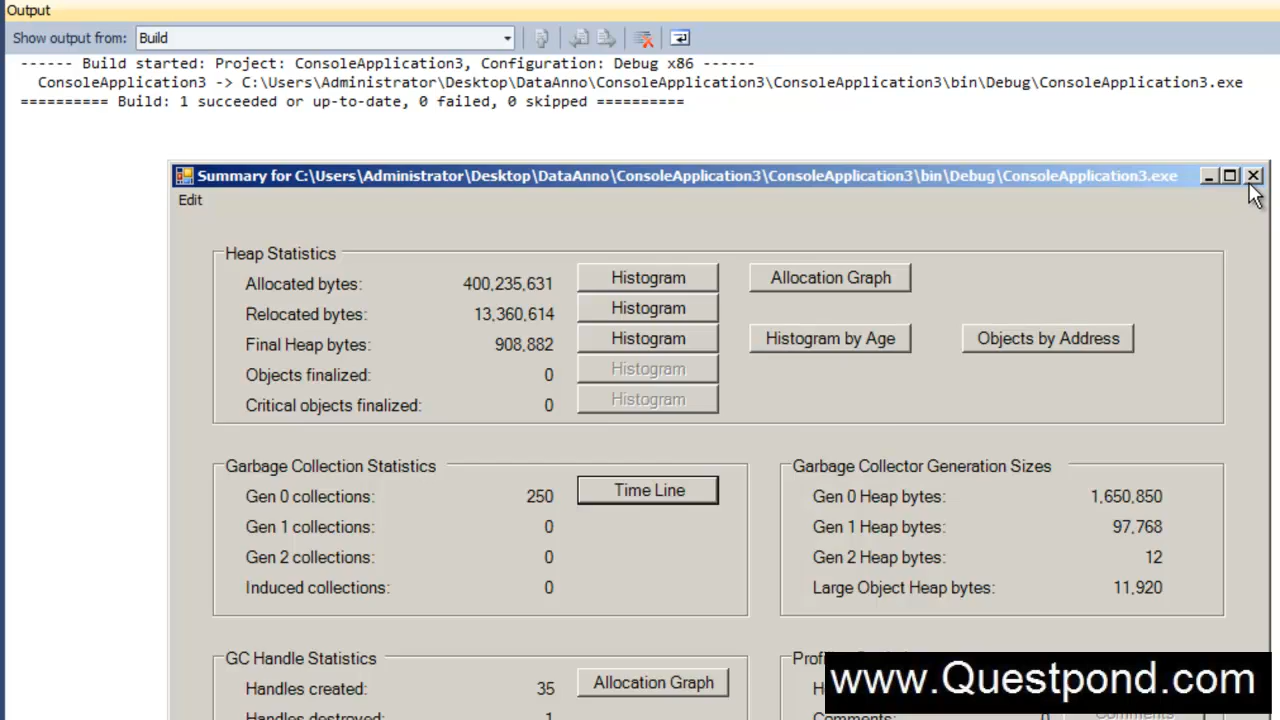 Output
Show output from: Build
------ Build started: Project: ConsoleApplication3, Configuration: Debug x86 ------
ConsoleApplication3 -> C:\Users\Administrator\Desktop\DataAnno\ConsoleApplication3\ConsoleApplication3\bin\Debug\ConsoleApplication3.exe
========== Build: 1 succeeded or up-to-date, 0 failed, 0 skipped ==========
Summary for C:\Users\Administrator\Desktop\DataAnno\ConsoleApplication3\ConsoleApplication3\bin\Debug\ConsoleApplication3.exe
Edit
Heap Statistics
Allocated bytes: 400,235,631 Histogram Allocation Graph
Relocated bytes: 13,360,614 Histogram
Final Heap bytes: 908,882 Histogram Histogram by Age Objects by Address
Objects finalized: 0 Histogram
Critical objects finalized: 0 Histogram
Garbage Collection Statistics
Gen 0 collections: 250 Time Line
Gen 1 collections: 0
Gen 2 collections: 0
Induced collections: 0
Garbage Collector Generation Sizes
Gen 0 Heap bytes: 1,650,850
Gen 1 Heap bytes: 97,768
Gen 2 Heap bytes: 12
Large Object Heap bytes: 11,920
GC Handle Statistics
Handles created: 35 Allocation Graph
Handles destroyed: 1
www.Questpond.com